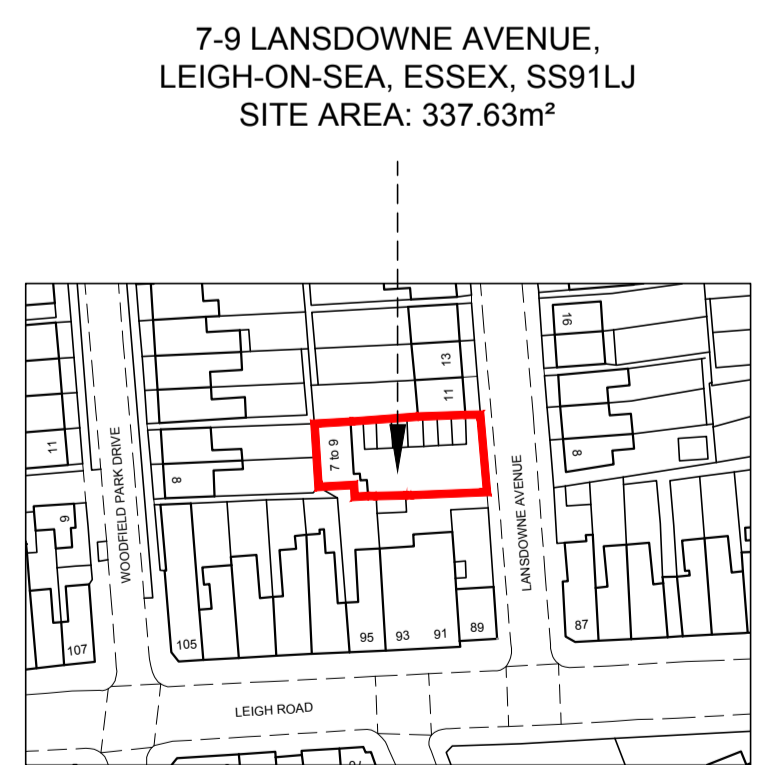 7-9 LANSDOWNE AVENUE,
LEIGH-ON-SEA, ESSEX, SS91LJ
SITE AREA: 337.63m²
16
13
11
11
7 to 9
8
8
9
WOODFIELD PARK DRIVE
LANSDOWNE AVENUE
107
105
95
93
91
89
87
LEIGH ROAD